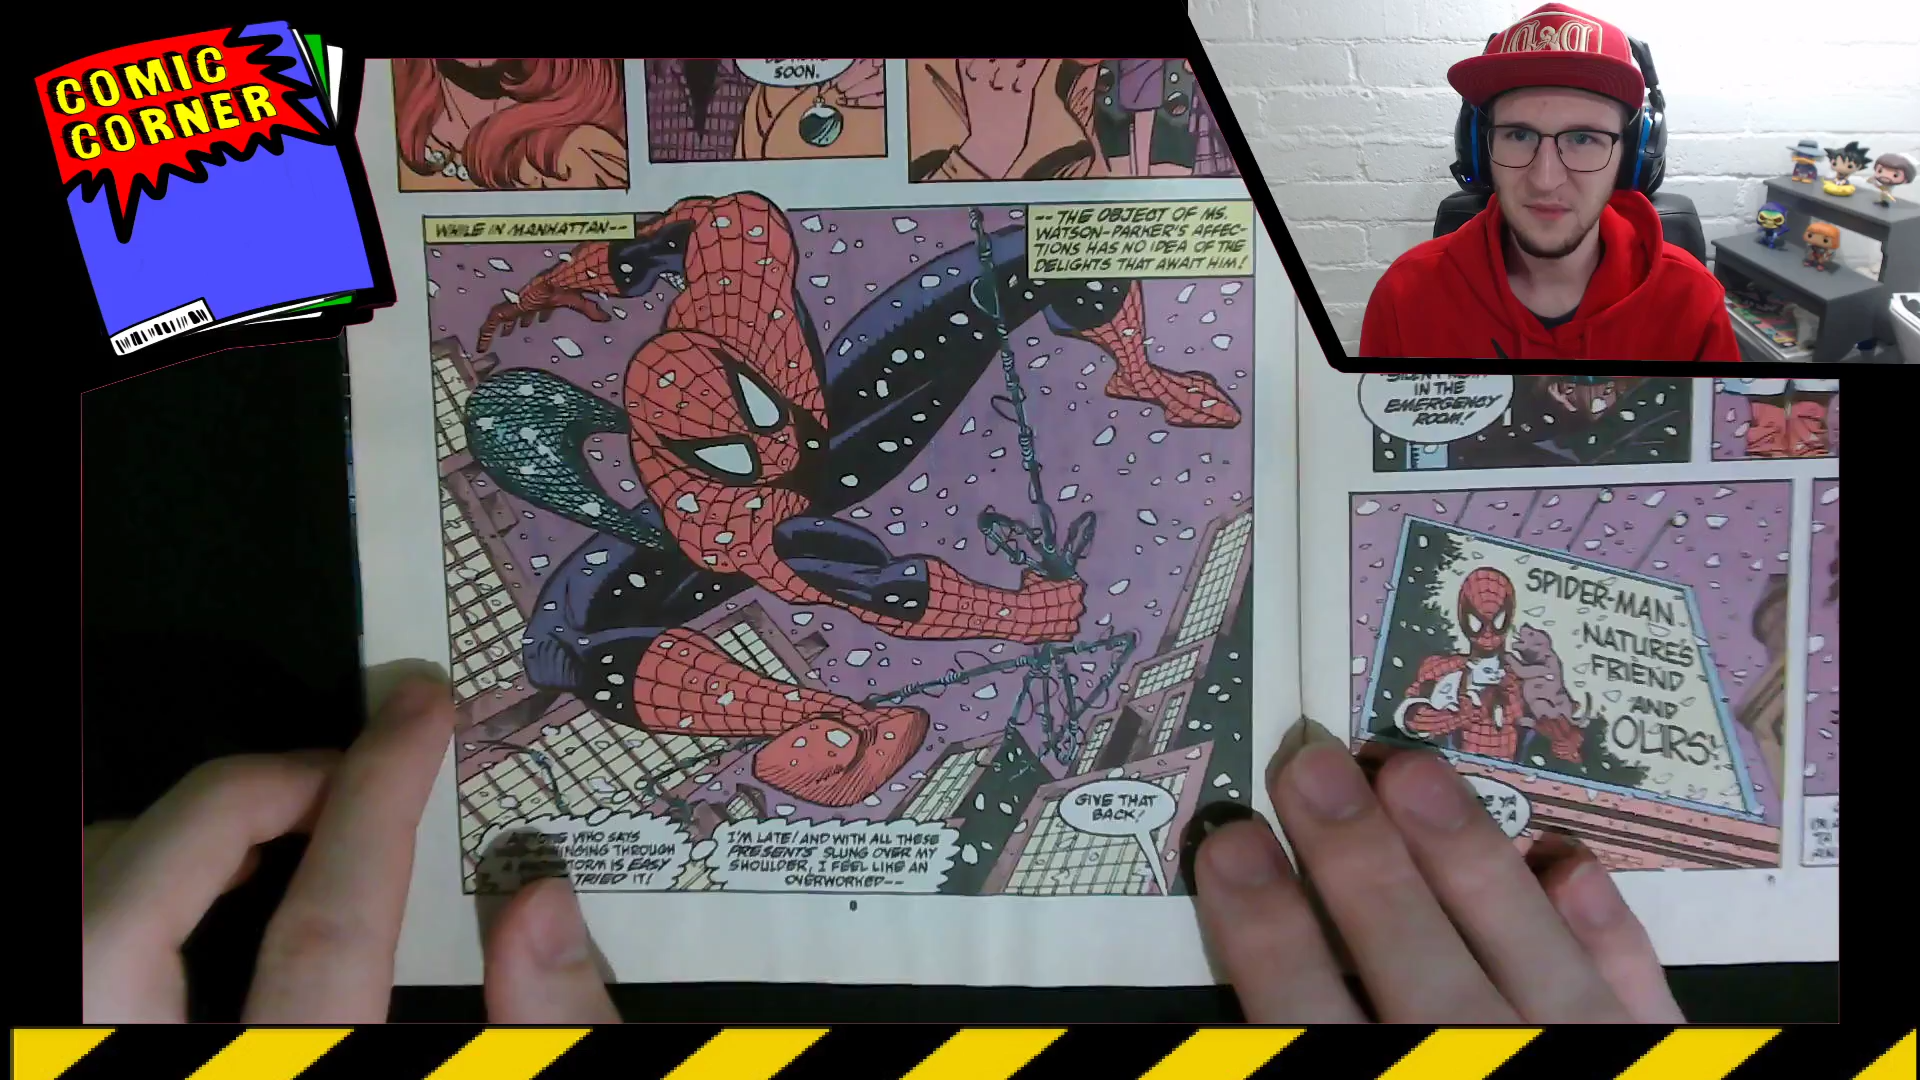 COMIC
CORNER
SOON.
WHILE IN MANHATTAN--
-- THE OBJECT OF MS.
WATSON-PARKER'S AFFEC-
TIONS HAS NO IDEA OF THE
DELIGHTS THAT AWAIT HIM!
WHO SAYS
THROUGH
IS EASY
TRIED IT!
I'M LATE! AND WITH ALL THESE
PRESENTS SLUNG OVER MY
SHOULDER, I FEEL LIKE AN
OVERWORKED--
GIVE THAT
BACK!
IN THE
EMERGENCY
ROOM!
SPIDER-MAN.
NATURE'S
FRIEND
AND
OURS!
YA
A